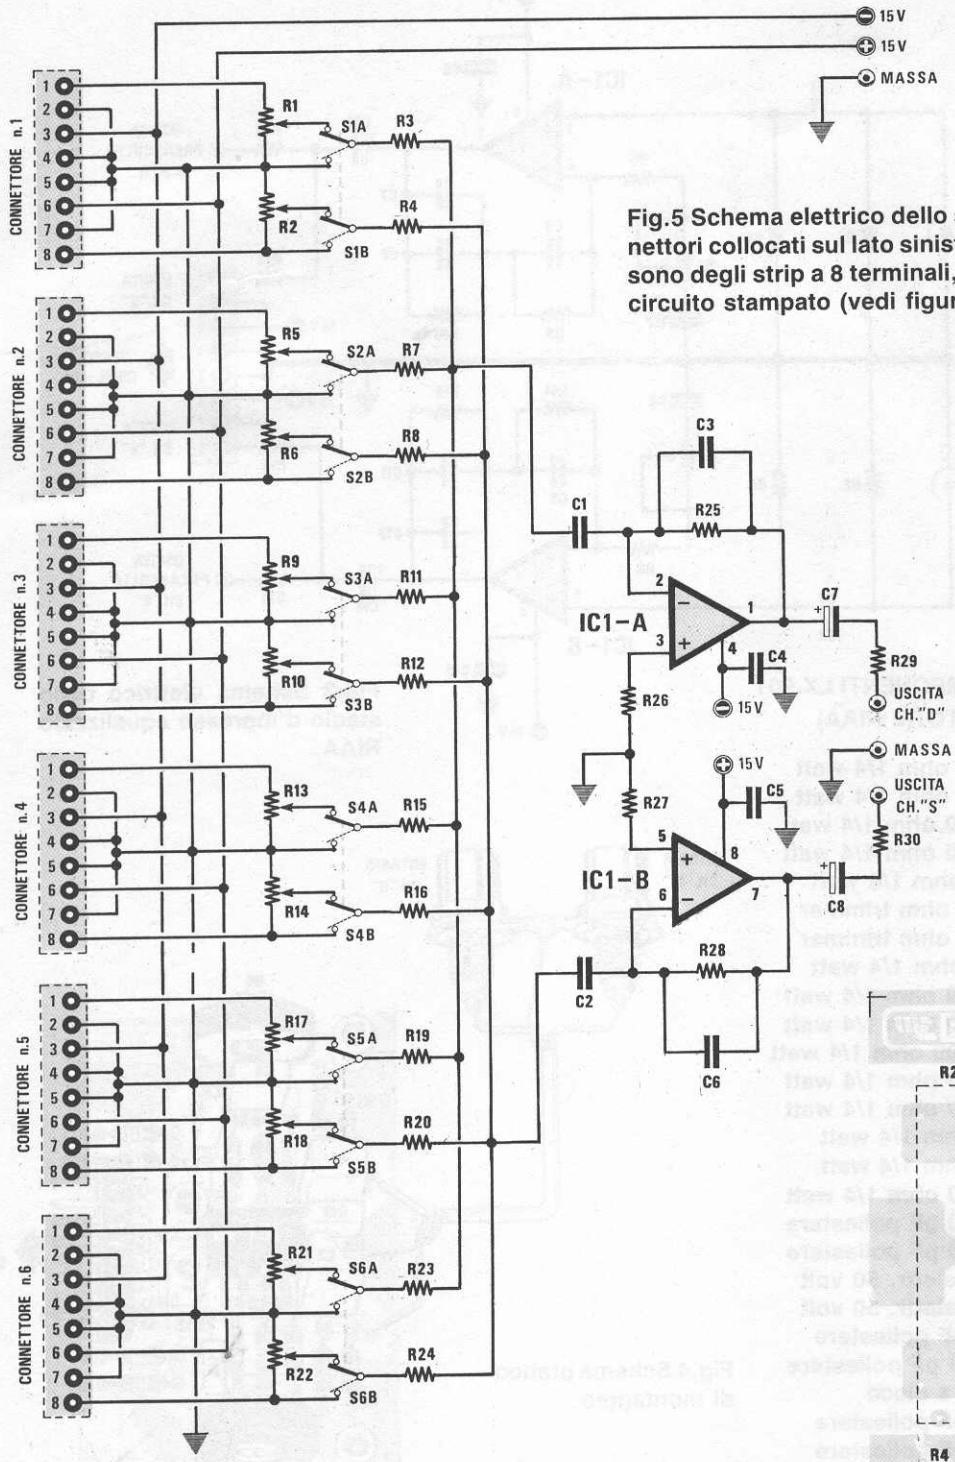 15 V
15 V
MASSA
Fig.5 Schema elettrico dello
nettori collocati sul lato
sono degli strip a 8 terminali,
circuito stampato (vedi
CONNETTORE n.1
1
2
3
4
5
6
7
8
R1
R2
S1A
S1B
R3
R4
CONNETTORE n.2
1
2
3
4
5
6
7
8
R5
R6
S2A
S2B
R7
R8
CONNETTORE n.3
1
2
3
4
5
6
7
8
R9
R10
S3A
S3B
R11
R12
CONNETTORE n.4
1
2
3
4
5
6
7
8
R13
R14
S4A
S4B
R15
R16
CONNETTORE n.5
1
2
3
4
5
6
7
8
R17
R18
S5A
S5B
R19
R20
CONNETTORE n.6
1
2
3
4
5
6
7
8
R21
R22
S6A
S6B
R23
R24
C3
R25
C1
2
3
IC1-A
− +
1
4
C4
15 V
+
C7
R29
USCITA
CH."D"
MASSA
USCITA
CH."S"
R30
+
C8
R26
R27
15 V
C5
5
6
IC1-B
+ −
8
7
R28
C2
C6
R4